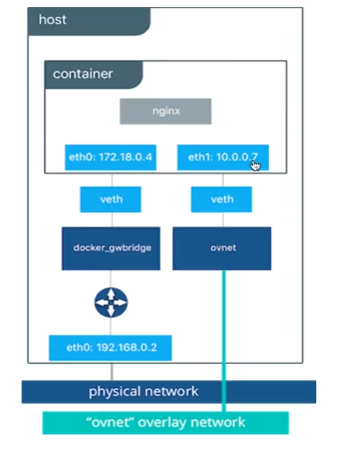 host
container
nginx
eth0: 172.18.0.4
eth1: 10.0.0.7
veth
veth
docker_gwbridge
ovnet
eth0: 192.168.0.2
physical network
“ovnet” overlay network